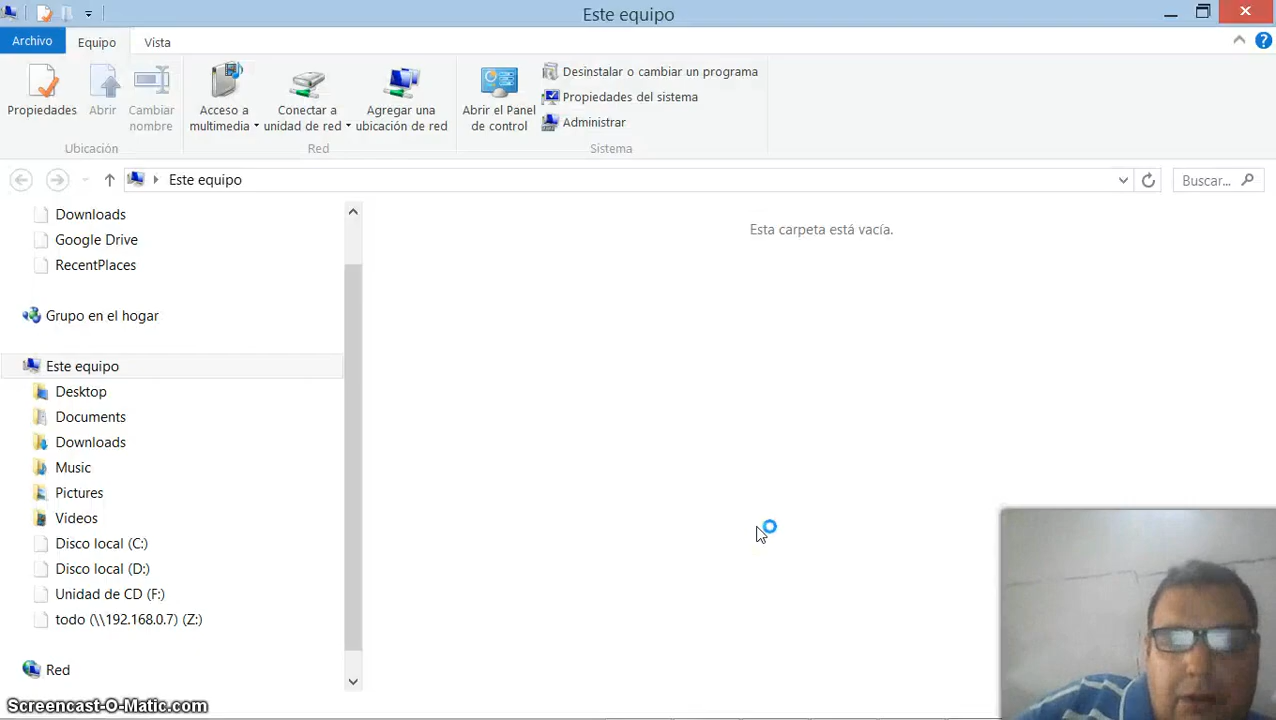 Este equipo
Archivo
Equipo
Vista
Propiedades
Abrir
Cambiar
nombre
Ubicación
Acceso a
multimedia
Conectar a
unidad de red
Agregar una
ubicación de red
Red
Abrir el Panel
de control
Desinstalar o cambiar un programa
Propiedades del sistema
Administrar
Sistema
Este equipo
Buscar...
Downloads
Google Drive
RecentPlaces
Grupo en el hogar
Este equipo
Desktop
Documents
Downloads
Music
Pictures
Videos
Disco local (C:)
Disco local (D:)
Unidad de CD (F:)
todo (\\192.168.0.7) (Z:)
Red
Esta carpeta está vacía.
Screencast-O-Matic.com